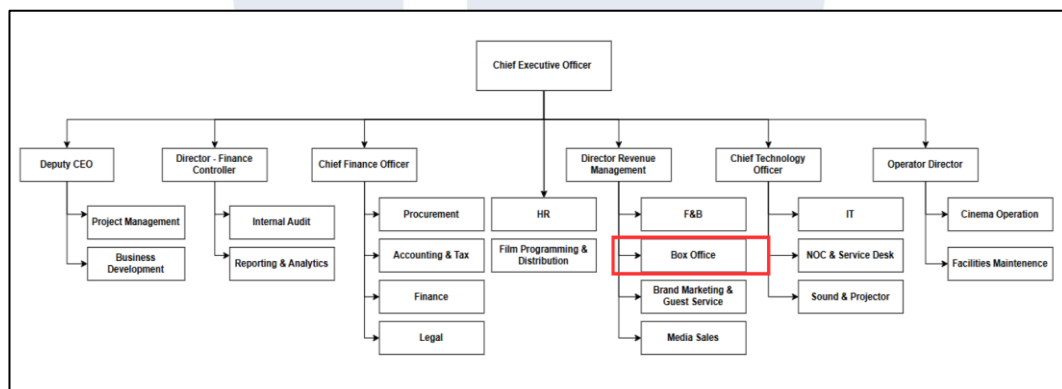 Chief Executive Officer
Deputy CEO
Director - Finance
Controller
Chief Finance Officer
Director Revenue
Management
Chief Technology
Officer
Operator Director
Project Management
Business
Development
Internal Audit
Reporting & Analytics
Procurement
Accounting & Tax
Finance
Legal
HR
Film Programming &
Distribution
F&B
Box Office
Brand Marketing &
Guest Service
Media Sales
IT
NOC & Service Desk
Sound & Projector
Cinema Operation
Facilities Maintenence